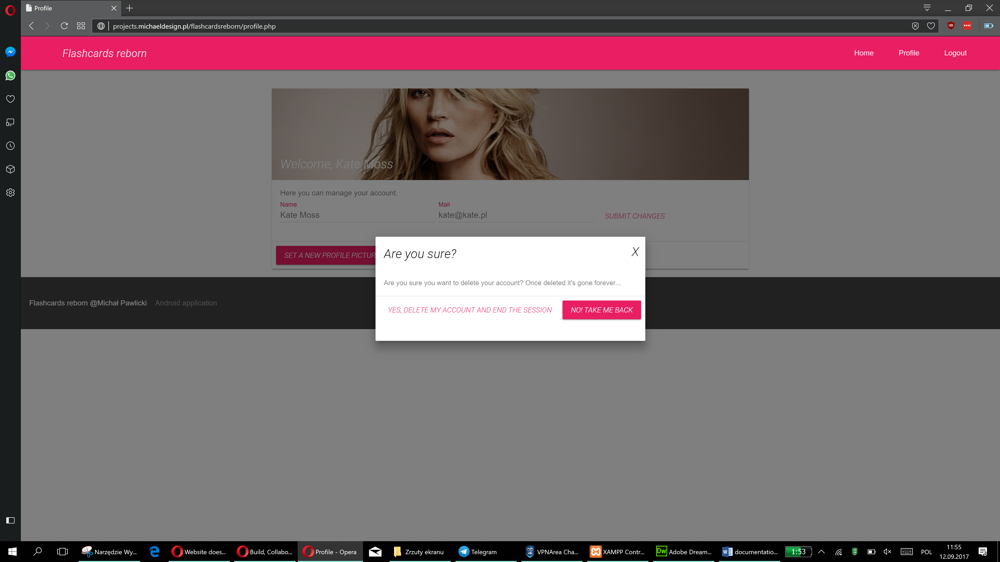 Profile
projects.michaeldesign.pl/flashcardsreborn/profile.php
Flashcards reborn
Home Profile Logout
Welcome, Kate Moss
Here you can manage your account.
Name Mail
Kate Moss kate@kate.pl SUBMIT CHANGES
SET A NEW PROFILE PICTUR
Are you sure? X
Are you sure you want to delete your account? Once deleted it's gone forever...
YES, DELETE MY ACCOUNT AND END THE SESSION NO! TAKE ME BACK
Flashcards reborn @Michał Pawlicki Android application
Narzędzie Wy... Website does... Build, Collabo... Profile - Opera Zrzuty ekranu Telegram VPNArea Cha... XAMPP Contr... Dw Adobe Dream... documentatio... 1:53 POL 11:55
12.09.2017